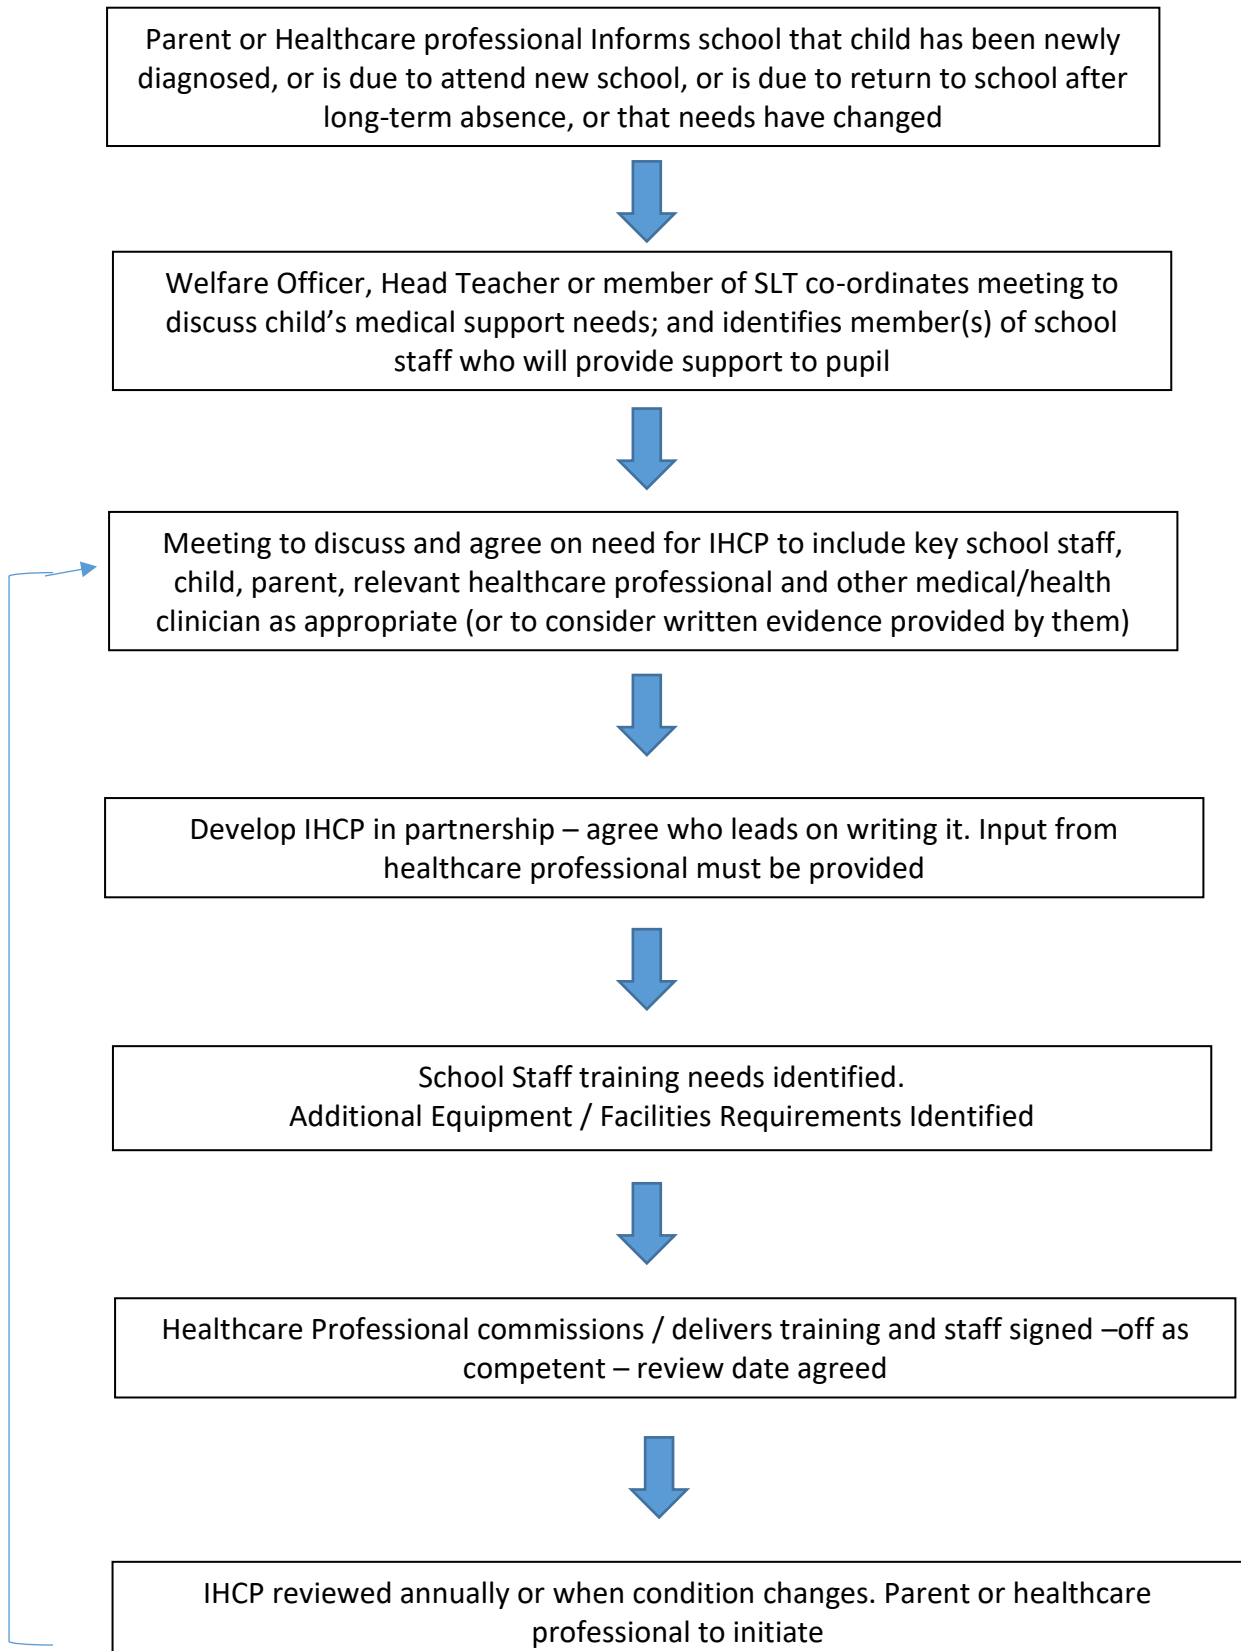 Parent or Healthcare professional Informs school that child has been newly
diagnosed, or is due to attend new school, or is due to return to school after
long-term absence, or that needs have changed
Welfare Officer, Head Teacher or member of SLT co-ordinates meeting to
discuss child’s medical support needs; and identifies member(s) of school
staff who will provide support to pupil
Meeting to discuss and agree on need for IHCP to include key school staff,
child, parent, relevant healthcare professional and other medical/health
clinician as appropriate (or to consider written evidence provided by them)
Develop IHCP in partnership – agree who leads on writing it. Input from
healthcare professional must be provided
School Staff training needs identified.
Additional Equipment / Facilities Requirements Identified
Healthcare Professional commissions / delivers training and staff signed –off as
competent – review date agreed
IHCP reviewed annually or when condition changes. Parent or healthcare
professional to initiate